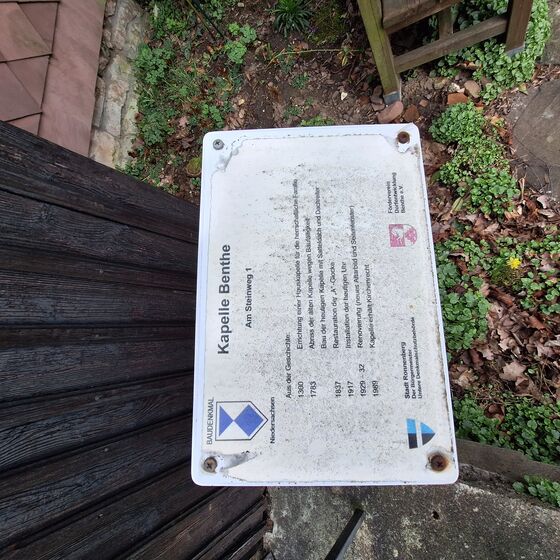 BAUDENKMAL
Niedersachsen
Kapelle Benthe
Am Steinweg 1
Aus der Geschichte:
1300 Errichtung einer Hauskapelle für die herrschaftliche Familie
1783 Abriss der alten Kapelle wegen Baufälligkeit
Bau der heutigen Kapelle mit Satteldach und Dachreiter
1837 Restauration der „A"-Glocke
1917 Installation der heutigen Uhr
1929 - 32 Renovierung (neues Altarbild und Seitenfenster)
1989 Kapelle erhält Kirchenrecht
Stadt Ronnenberg
Der Bürgermeister
Untere Denkmalschutzbehörde
Förderverein
Dorfentwicklung
Benthe e.V.